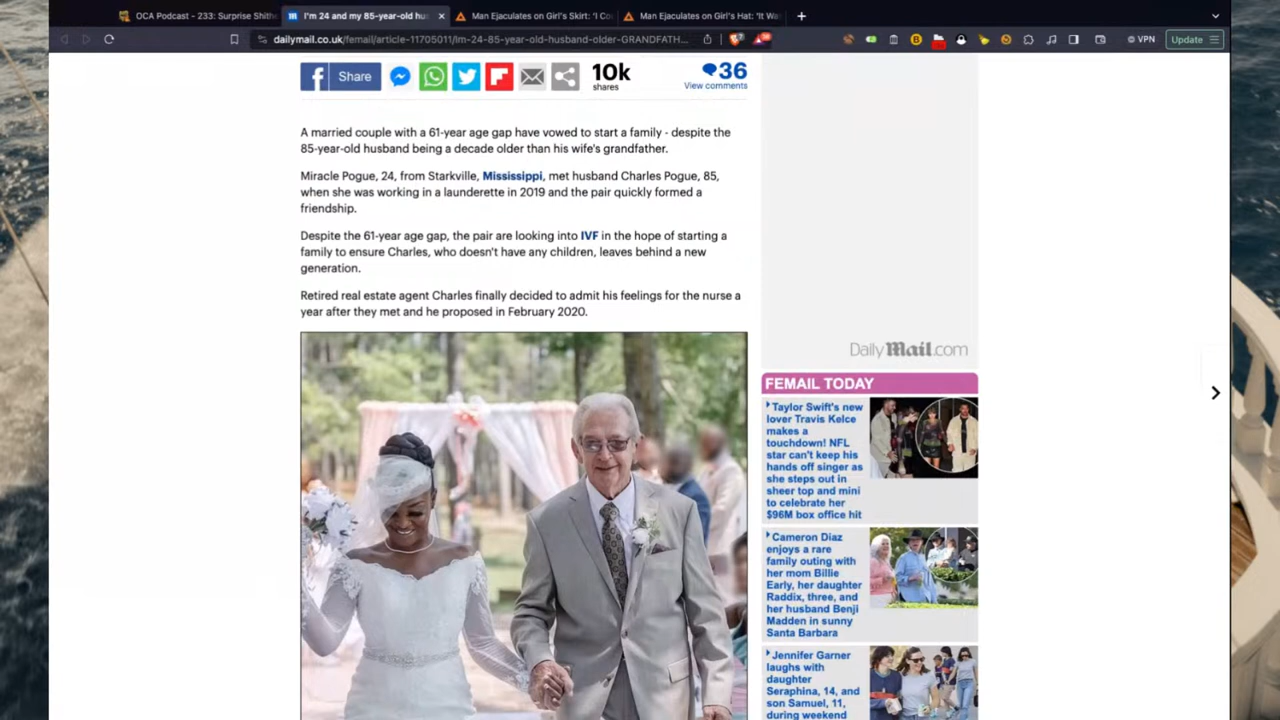 OCA Podcast - 233: Surprise Shith
I'm 24 and my 85-year-old hu
Man Ejaculates on Girl's Skirt: 'I Co
Man Ejaculates on Girl's Hat: 'It Wa
dailymail.co.uk/femail/article-11705011/Im-24-85-year-old-husband-older-GRANDFATH...
VPN
Update
Share
10k
shares
36
View comments
A married couple with a 61-year age gap have vowed to start a family - despite the
85-year-old husband being a decade older than his wife's grandfather.
Miracle Pogue, 24, from Starkville, Mississippi, met husband Charles Pogue, 85,
when she was working in a launderette in 2019 and the pair quickly formed a
friendship.
Despite the 61-year age gap, the pair are looking into IVF in the hope of starting a
family to ensure Charles, who doesn't have any children, leaves behind a new
generation.
Retired real estate agent Charles finally decided to admit his feelings for the nurse a
year after they met and he proposed in February 2020.
Daily Mail.com
FEMAIL TODAY
Taylor Swift's new
lover Travis Kelce
makes a
touchdown! NFL
star can't keep his
hands off singer as
she steps out in
sheer top and mini
to celebrate her
$96M box office hit
Cameron Diaz
enjoys a rare
family outing with
her mom Billie
Early, her daughter
Raddix, three, and
her husband Benji
Madden in sunny
Santa Barbara
Jennifer Garner
laughs with
daughter
Seraphina, 14, and
son Samuel, 11,
during weekend